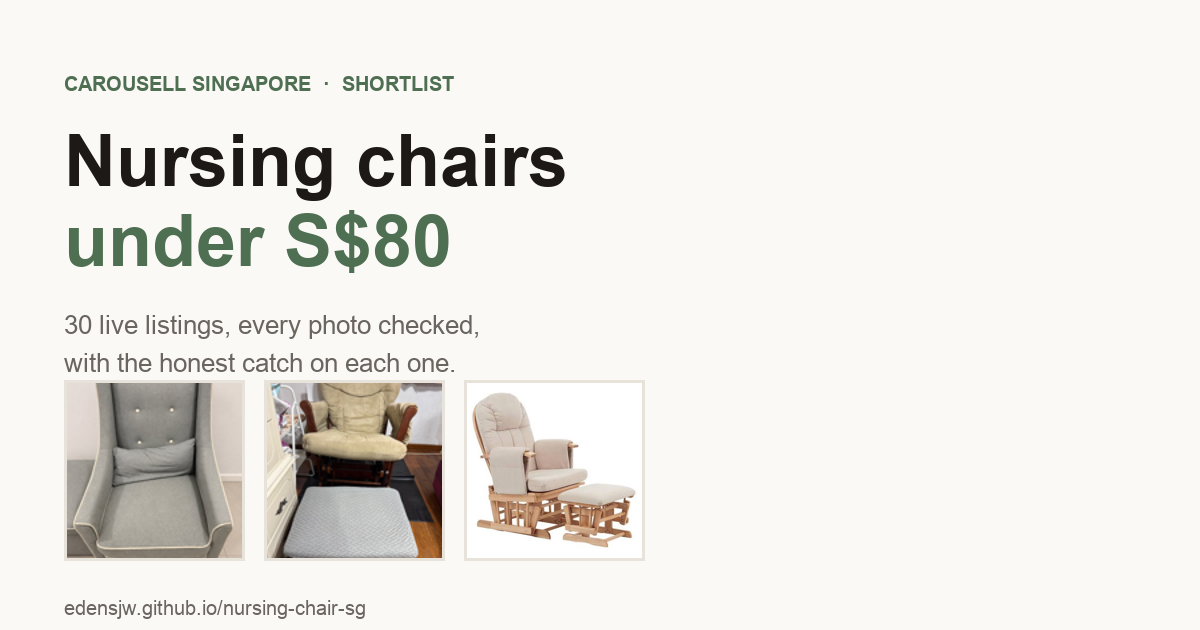 CAROUSELL SINGAPORE · SHORTLIST
Nursing chairs
under S$80
30 live listings, every photo checked,
with the honest catch on each one.
edensjw.github.io/nursing-chair-sg